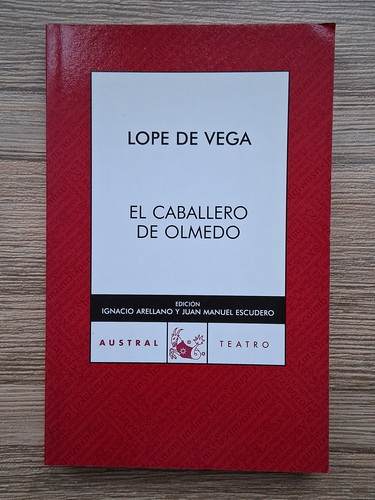 LOPE DE VEGA
EL CABALLERO
DE OLMEDO
EDICIÓN
IGNACIO ARELLANO Y JUAN MANUEL ESCUDERO
AUSTRAL TEATRO